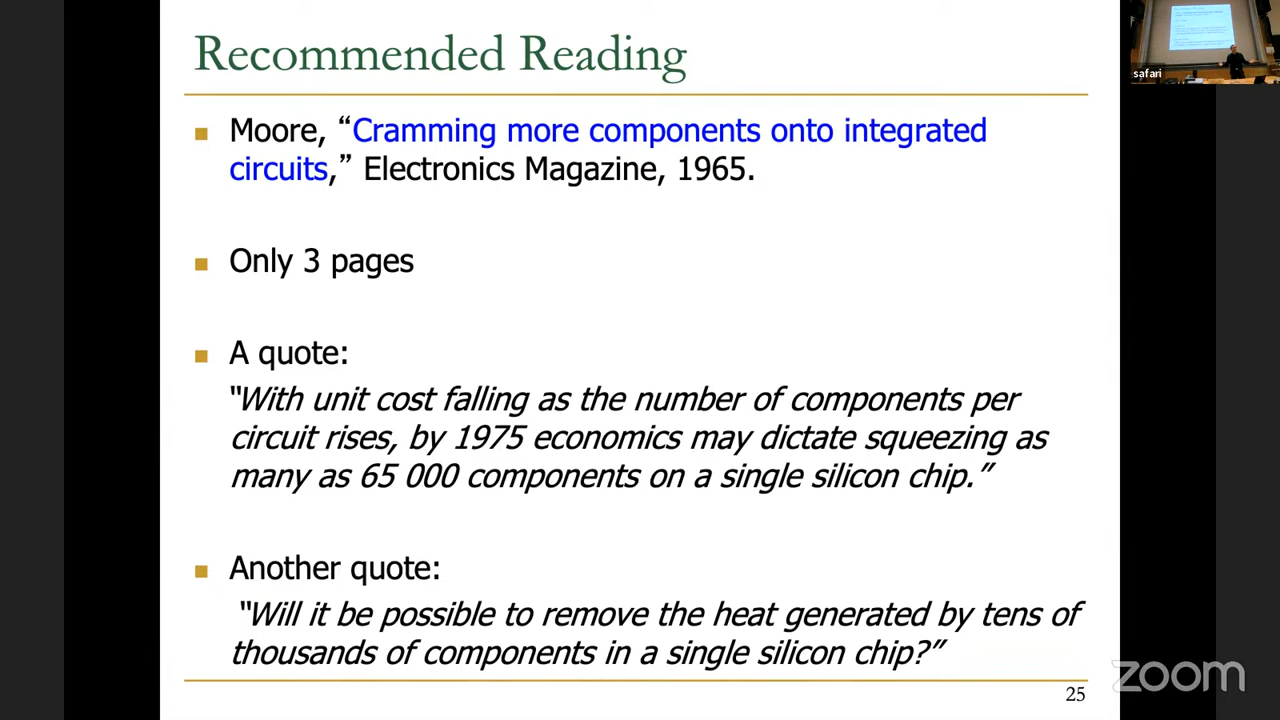 Recommended Reading
safari
Moore, “Cramming more components onto integrated
circuits,” Electronics Magazine, 1965.
Only 3 pages
A quote:
“With unit cost falling as the number of components per
circuit rises, by 1975 economics may dictate squeezing as
many as 65 000 components on a single silicon chip.”
Another quote:
“Will it be possible to remove the heat generated by tens of
thousands of components in a single silicon chip?”
25
zoom